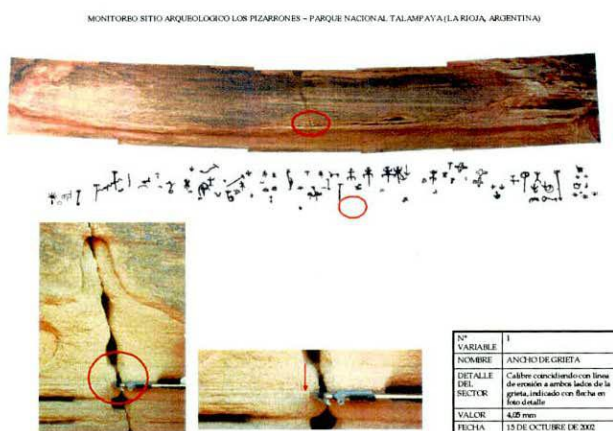 MONITOREO SITIO ARQUEOLOGICO LOS PIZARRONES – PARQUE NACIONAL TALAMPAYA (LA RIOJA, ARGENTINA)
Nº VARIABLE 1
NOMBRE ANCHO DE GRIETA
DETALLE DEL SECTOR Calibre coincidiendo con linea
de erosión a ambos lados de la
grieta, indicado con flecha en
foto detalle
VALOR 4,05 mm
FECHA 15 DE OCTUBRE DE 2002